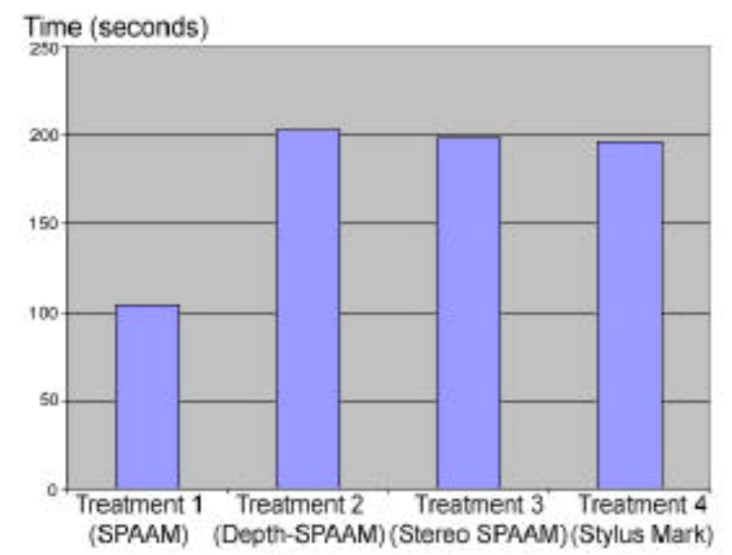 Time (seconds)
250
200
150
100
50
0
Treatment 1 Treatment 2 Treatment 3 Treatment 4
(SPAAM) (Depth-SPAAM) (Stereo SPAAM) (Stylus Mark)